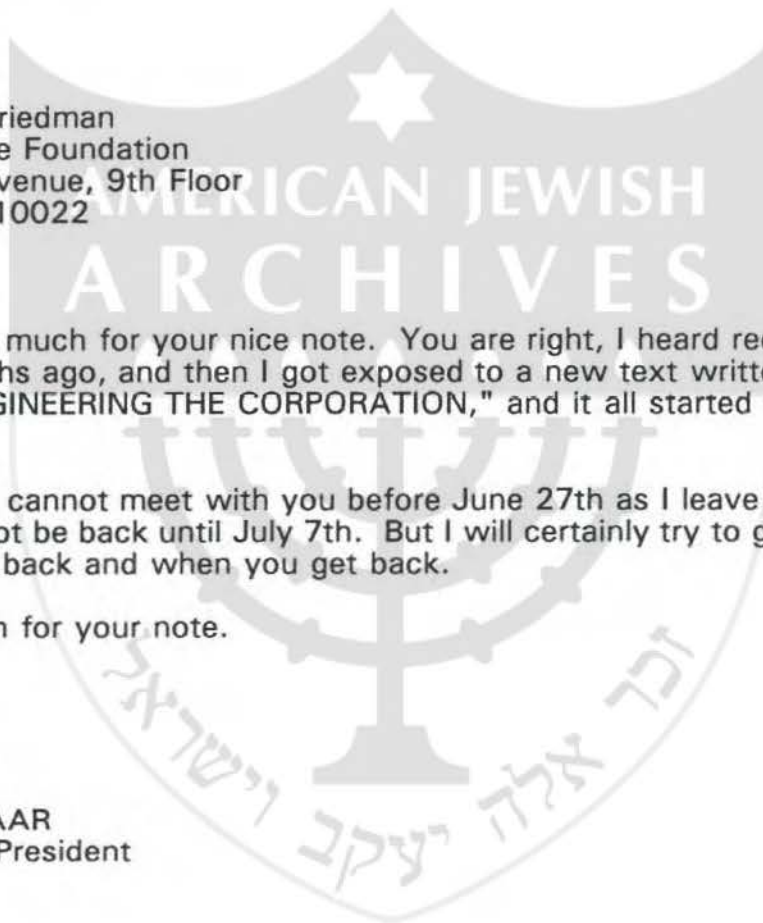 riedman
e Foundation
venue, 9th Floor
10022
AMERICAN JEWISH
ARCHIVES
much for your nice note. You are right, I heard
hs ago, and then I got exposed to a new text
GINEERING THE CORPORATION," and it all started
cannot meet with you before June 27th as I leave
ot be back until July 7th. But I will certainly try to
back and when you get back.
for your note.
AAR
President
זכר אלה יעקב וישראל